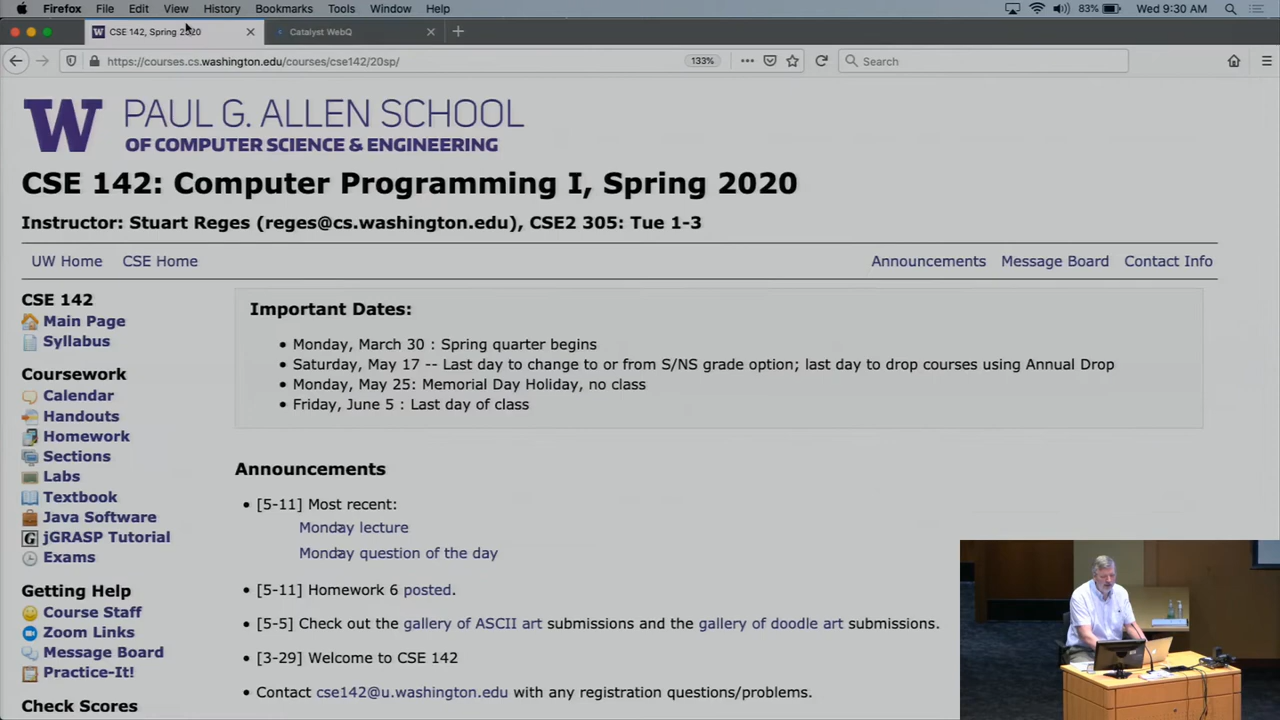 Firefox File Edit View History Bookmarks Tools Window Help 83% Wed 9:30 AM
CSE 142, Spring 2020 Catalyst WebQ
https://courses.cs.washington.edu/courses/cse142/20sp/ 133% Search
W PAUL G. ALLEN SCHOOL
OF COMPUTER SCIENCE & ENGINEERING
CSE 142: Computer Programming I, Spring 2020
Instructor: Stuart Reges (reges@cs.washington.edu), CSE2 305: Tue 1-3
UW Home CSE Home Announcements Message Board Contact Info
CSE 142
Main Page
Syllabus
Coursework
Calendar
Handouts
Homework
Sections
Labs
Textbook
Java Software
jGRASP Tutorial
Exams
Getting Help
Course Staff
Zoom Links
Message Board
Practice-It!
Check Scores
Important Dates:
• Monday, March 30 : Spring quarter begins
• Saturday, May 17 -- Last day to change to or from S/NS grade option; last day to drop courses using Annual Drop
• Monday, May 25: Memorial Day Holiday, no class
• Friday, June 5 : Last day of class
Announcements
• [5-11] Most recent:
Monday lecture
Monday question of the day
• [5-11] Homework 6 posted.
• [5-5] Check out the gallery of ASCII art submissions and the gallery of doodle art submissions.
• [3-29] Welcome to CSE 142
• Contact cse142@u.washington.edu with any registration questions/problems.